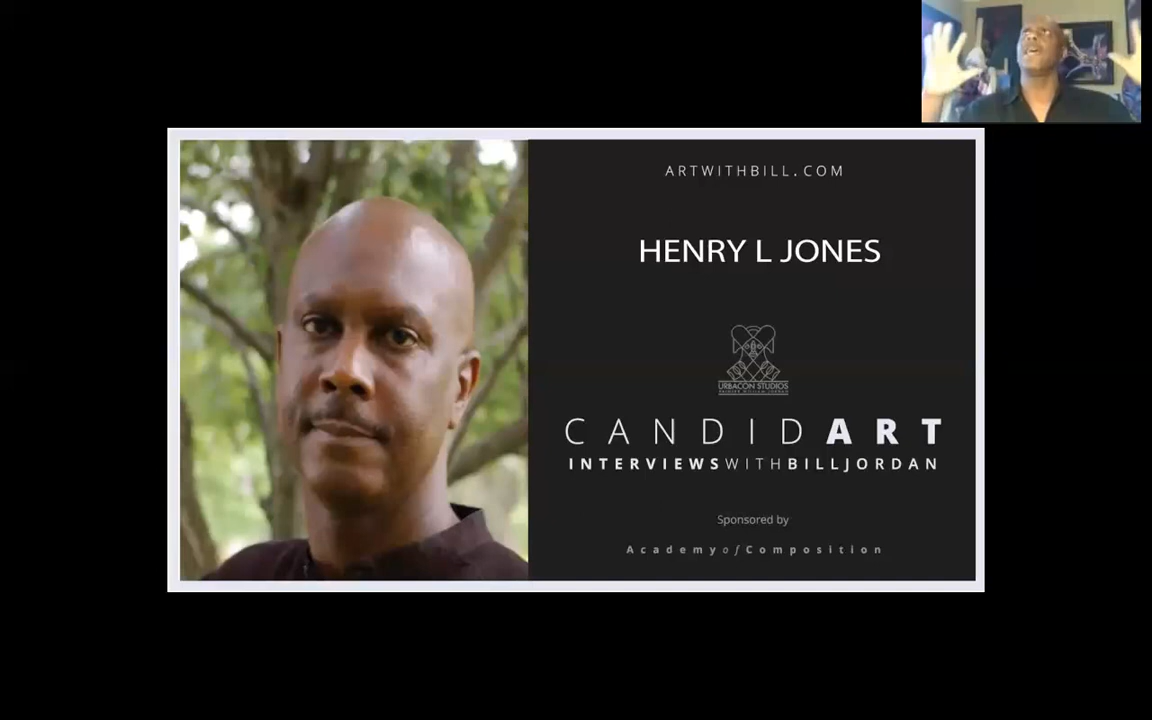 ARTWITHBILL.COM
HENRY L JONES
URBACON STUDIOS
CANDIDART
INTERVIEWSWITHBILLJORDAN
Sponsored by
AcademyofComposition